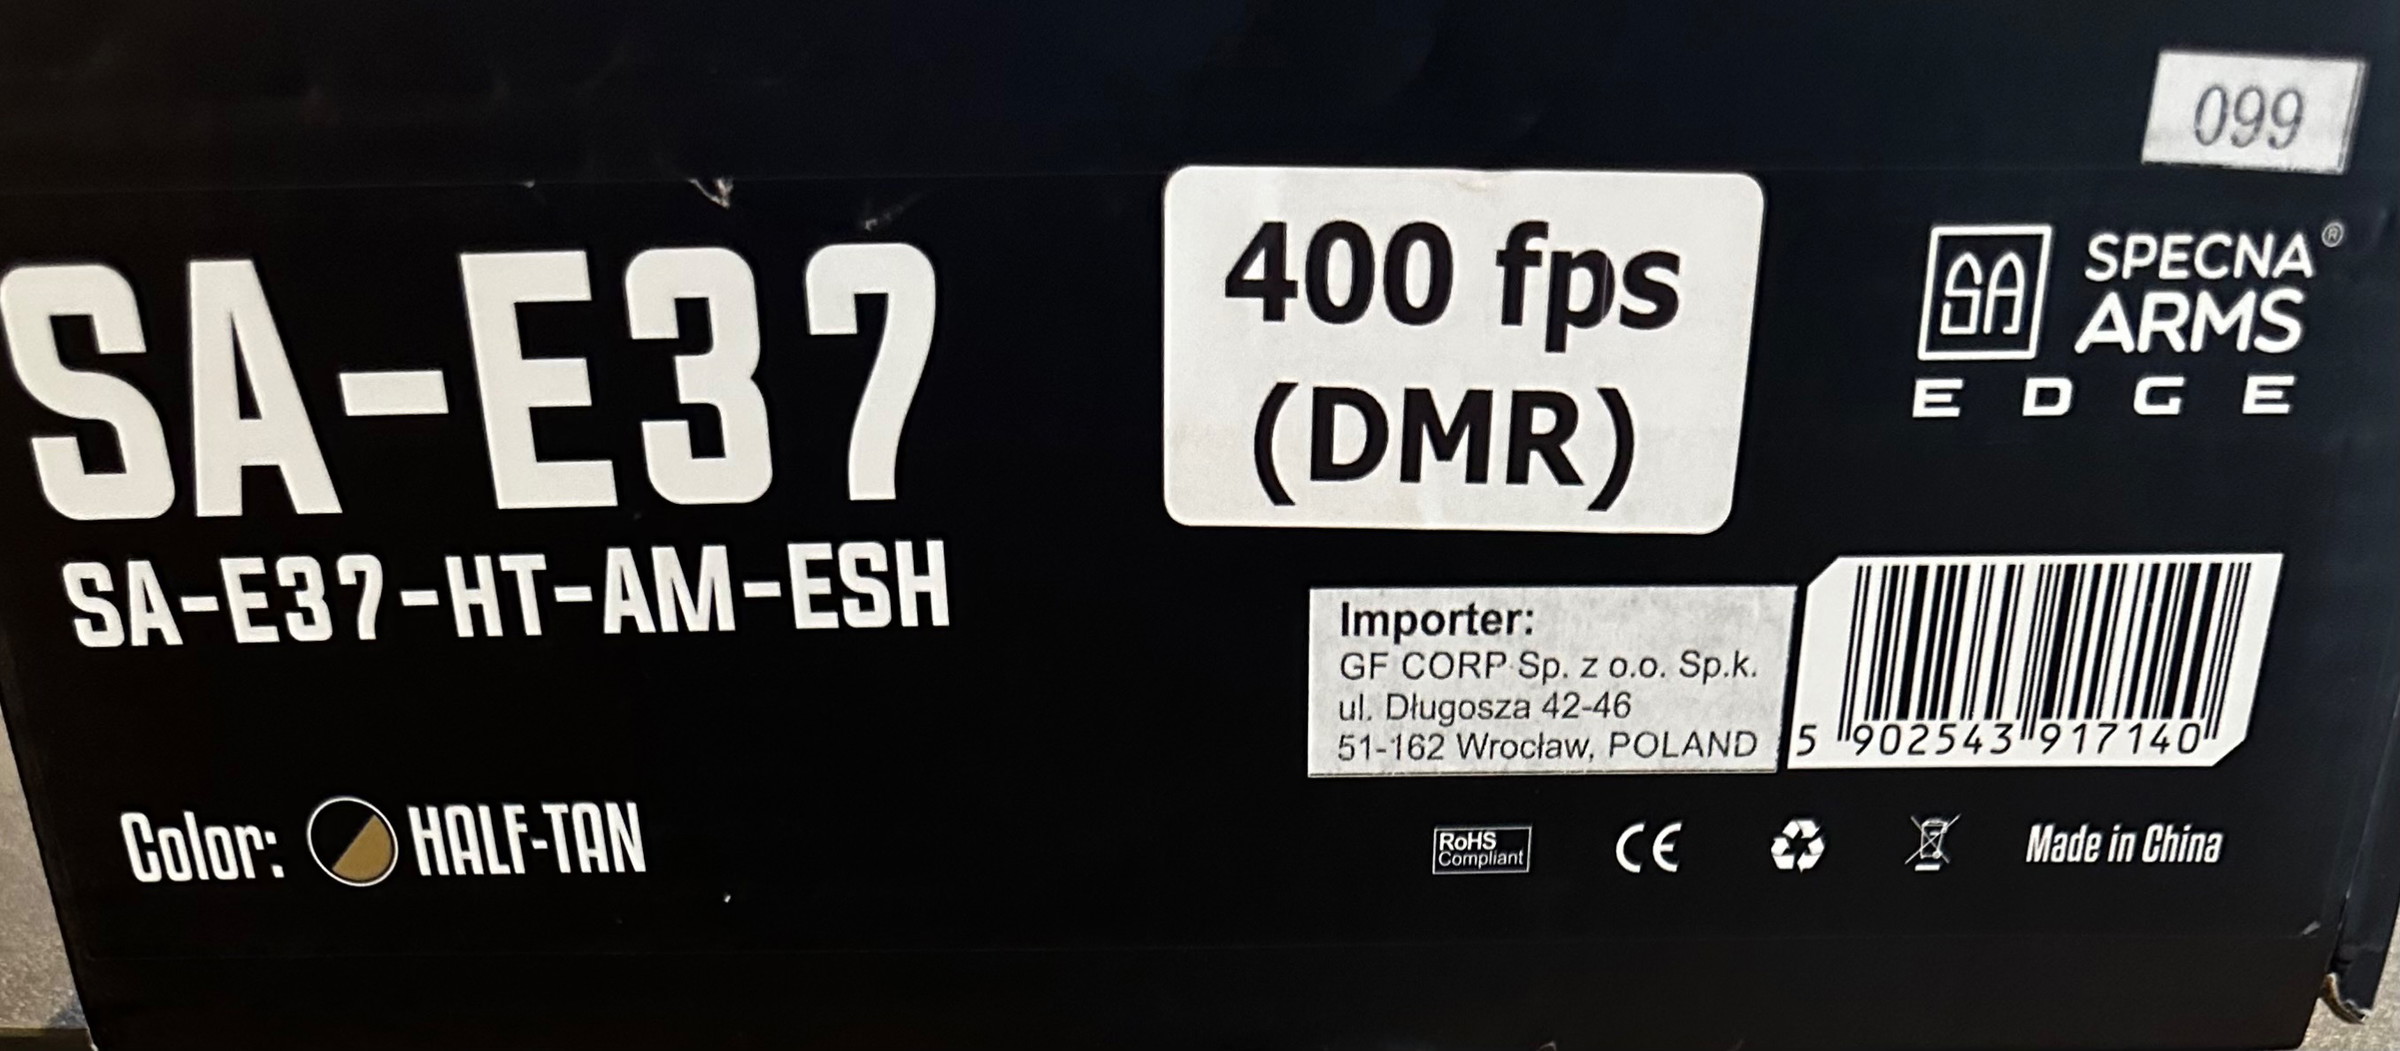 099
SA-E37
SA-E37-HT-AM-ESH
400 fps
(DMR)
SA
SPECNA®
ARMS
EDGE
Importer:
GF CORP Sp. z o.o. Sp.k.
ul. Długosza 42-46
51-162 Wrocław, POLAND
5 902543 917140
Color: HALF-TAN
RoHS
Compliant
CE
Made in China